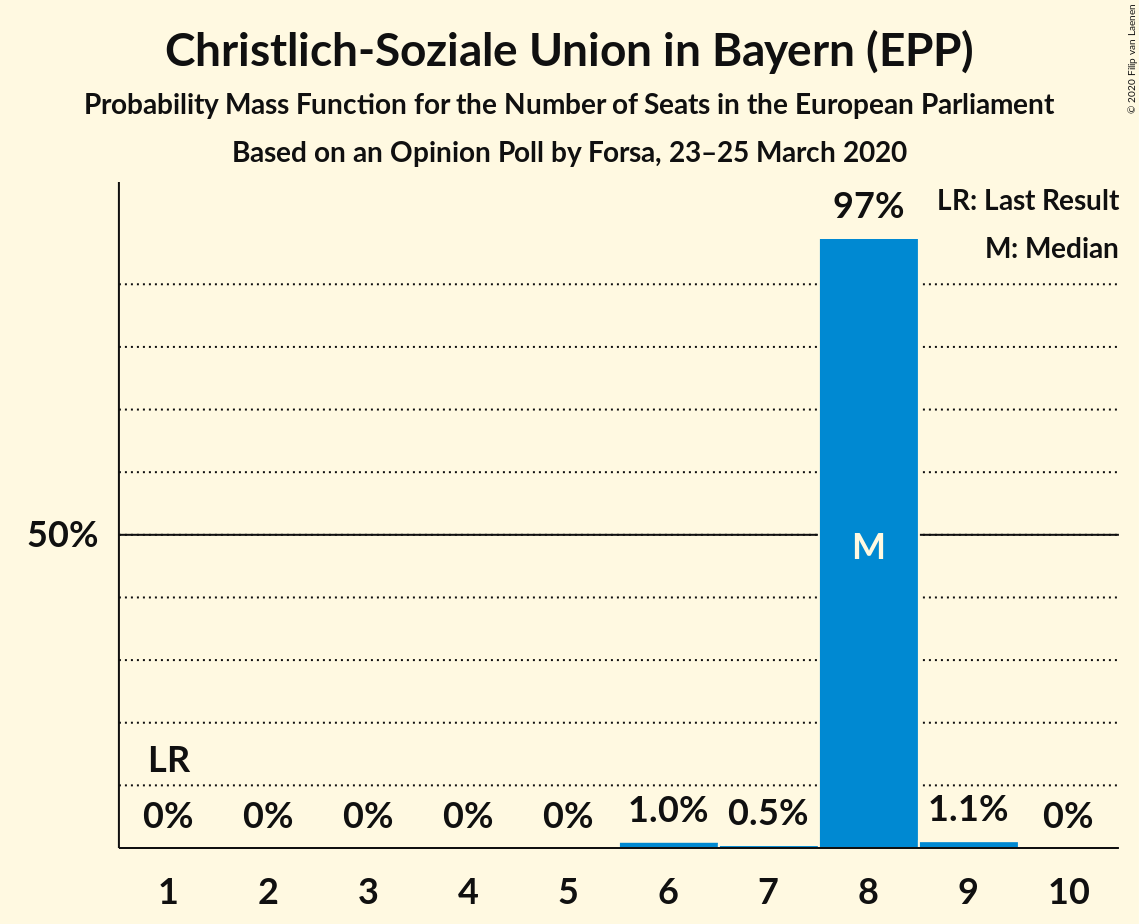 Christlich-Soziale Union in Bayern (EPP)
Probability Mass Function for the Number of Seats in the European Parliament
Based on an Opinion Poll by Forsa, 23–25 March 2020
© 2020 Filip van Laenen
97%
LR: Last Result
M: Median
50%
M
LR
0%
0%
0%
0%
0%
1.0%
0.5%
1.1%
0%
1 2 3 4 5 6 7 8 9 10